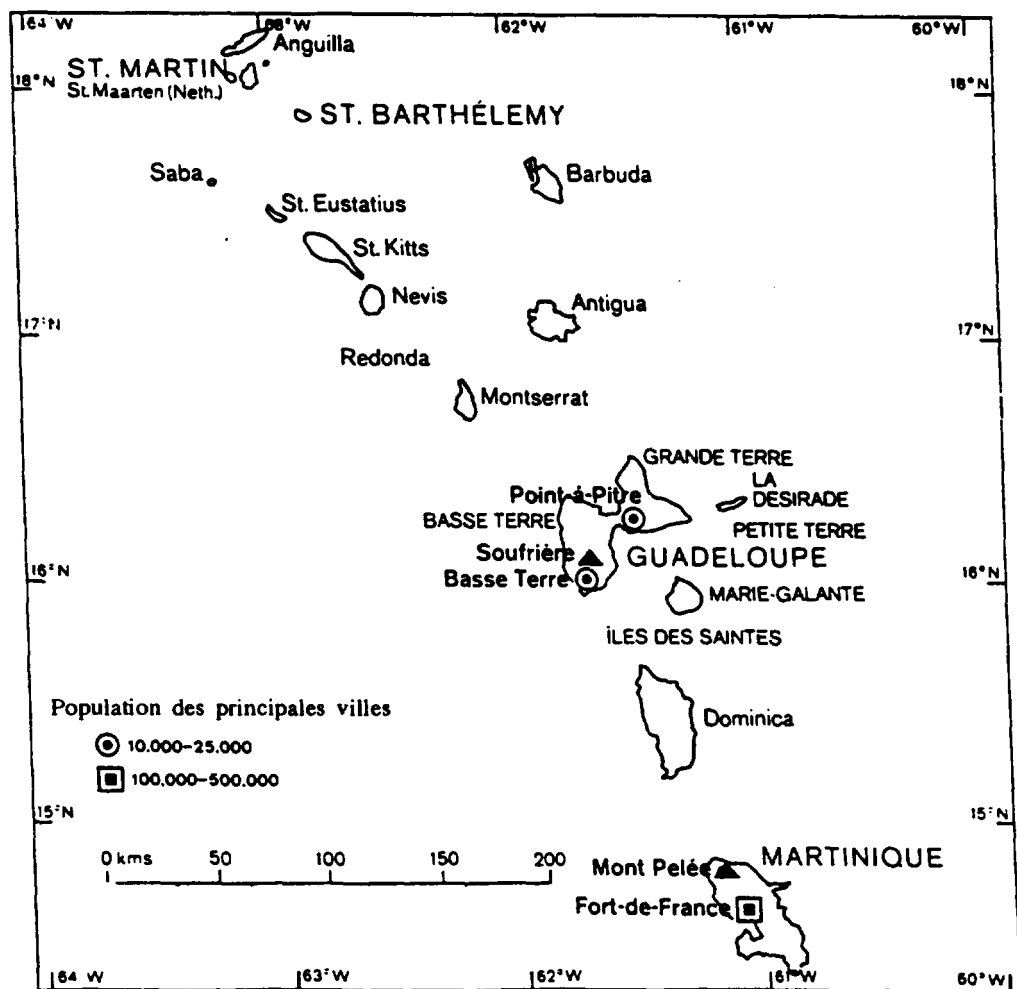 64°W
63°W
62°W
61°W
60°W
Anguilla
ST. MARTIN
18°N
18°N
St. Maarten (Neth.)
ST. BARTHÉLEMY
Saba
Barbuda
St. Eustatius
St. Kitts
Nevis
Antigua
17°N
17°N
Redonda
Montserrat
GRANDE TERRE
Point-à-Pitre
LA
DESIRADE
BASSE TERRE
PETITE TERRE
Soufrière
GUADELOUPE
Basse Terre
16°N
16°N
MARIE-GALANTE
ÎLES DES SAINTES
Population des principales villes
Dominica
10.000–25.000
100.000–500.000
15°N
15°N
0 kms 50 100 150 200
MARTINIQUE
Mont Pelée
Fort-de-France
64°W
63°W
62°W
61°W
60°W